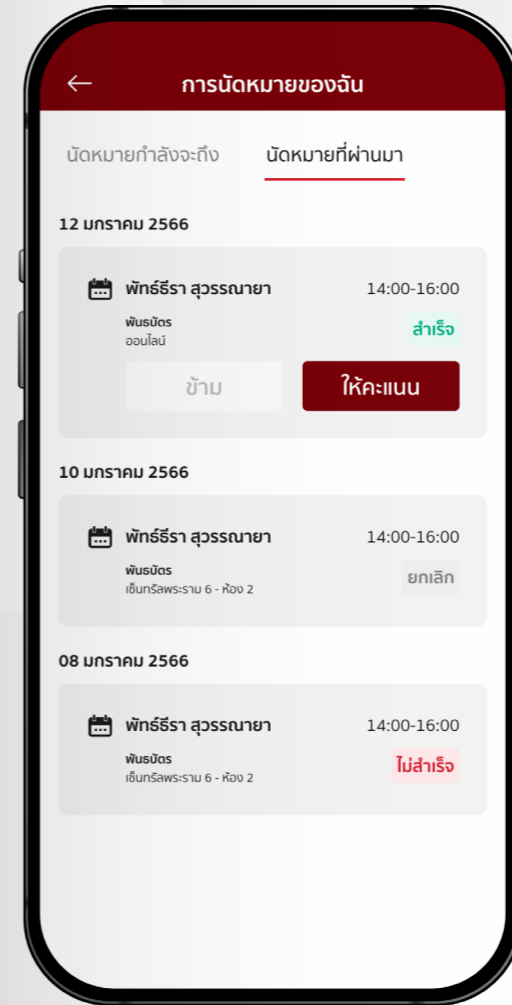 การนัดหมายของฉัน
นัดหมายกำลังจะถึง นัดหมายที่ผ่านมา
12 มกราคม 2566
พัทธ์ธีรา สุวรรณายา 14:00-16:00
พันธบัตร
สำเร็จ
ออนไลน์
ข้าม ให้คะแนน
10 มกราคม 2566
พัทธ์ธีรา สุวรรณายา 14:00-16:00
พันธบัตร
ยกเลิก
เซ็นทรัลพระราม 6 - ห้อง 2
08 มกราคม 2566
พัทธ์ธีรา สุวรรณายา 14:00-16:00
พันธบัตร
ไม่สำเร็จ
เซ็นทรัลพระราม 6 - ห้อง 2